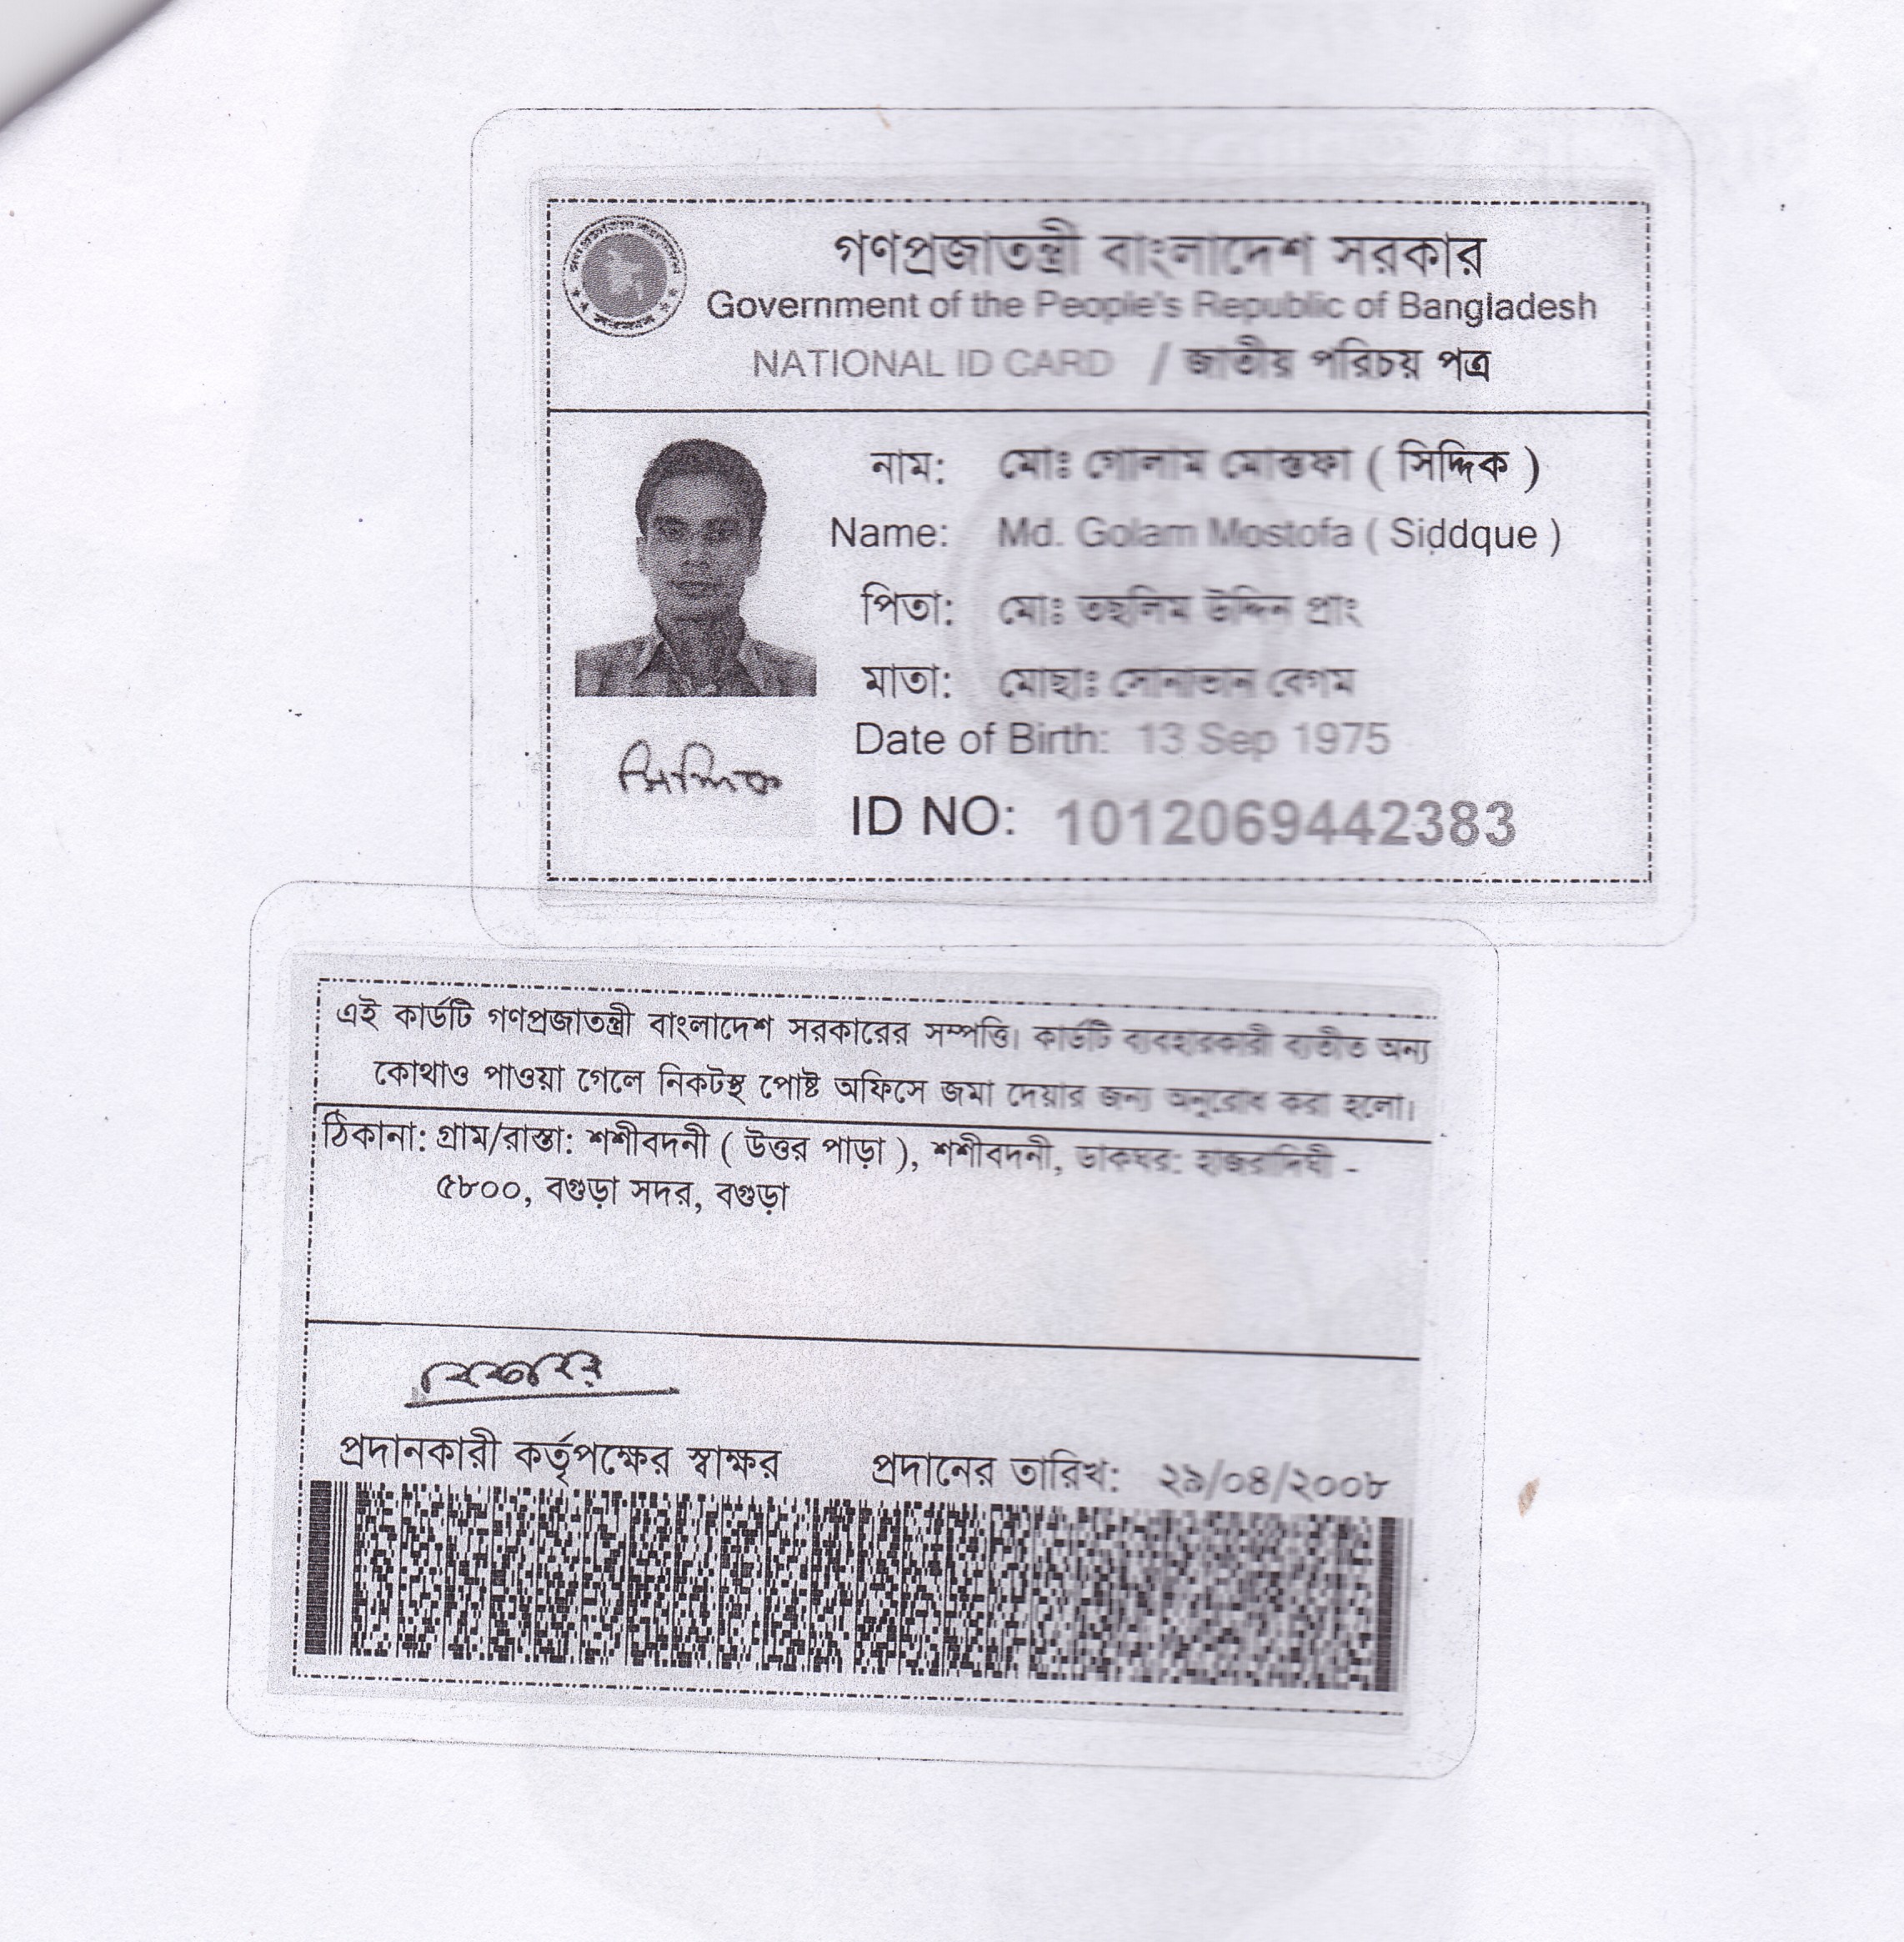 গণপ্রজাতন্ত্রী বাংলাদেশ সরকার
Government of the People's Republic of Bangladesh
NATIONAL ID CARD / জাতীয় পরিচয় পত্র
নাম: মোঃ গোলাম মোস্তফা ( সিদ্দিক )
Name: Md. Golam Mostofa ( Siddque )
পিতা: মোঃ তছলিম উদ্দিন প্রাং
মাতা: মোছাঃ সোনাভান বেগম
Date of Birth: 13 Sep 1975
সিদ্দিক
ID NO: 1012069442383
এই কার্ডটি গণপ্রজাতন্ত্রী বাংলাদেশ সরকারের সম্পত্তি। কার্ডটি ব্যবহারকারী ব্যতীত অন্য
কোথাও পাওয়া গেলে নিকটস্থ পোষ্ট অফিসে জমা দেয়ার জন্য অনুরোধ করা হলো।
ঠিকানা: গ্রাম/রাস্তা: শশীবদনী ( উত্তর পাড়া ), শশীবদনী, ডাকঘর: হাজরাদিঘী -
৫৮০০, বগুড়া সদর, বগুড়া
প্রদানকারী কর্তৃপক্ষের স্বাক্ষর প্রদানের তারিখ: ২৯/০৪/২০০৮